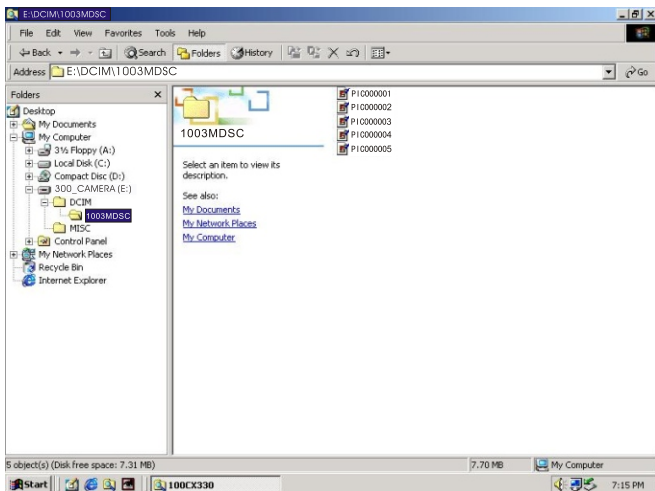 E:\DCIM\1003MDSC
File Edit View Favorites Tools Help
Back Search Folders History
Address E:\DCIM\1003MDSC Go
Folders x
Desktop
My Documents
My Computer
3½ Floppy (A:)
Local Disk (C:)
Compact Disc (D:)
300_CAMERA (E:)
DCIM
1003MDSC
MISC
Control Panel
My Network Places
Recycle Bin
Internet Explorer
1003MDSC
Select an item to view its
description.
See also:
My Documents
My Network Places
My Computer
PIC000001
PIC000002
PIC000003
PIC000004
PIC000005
5 object(s) (Disk free space: 7.31 MB) 7.70 MB My Computer
Start 100CX330 7:15 PM